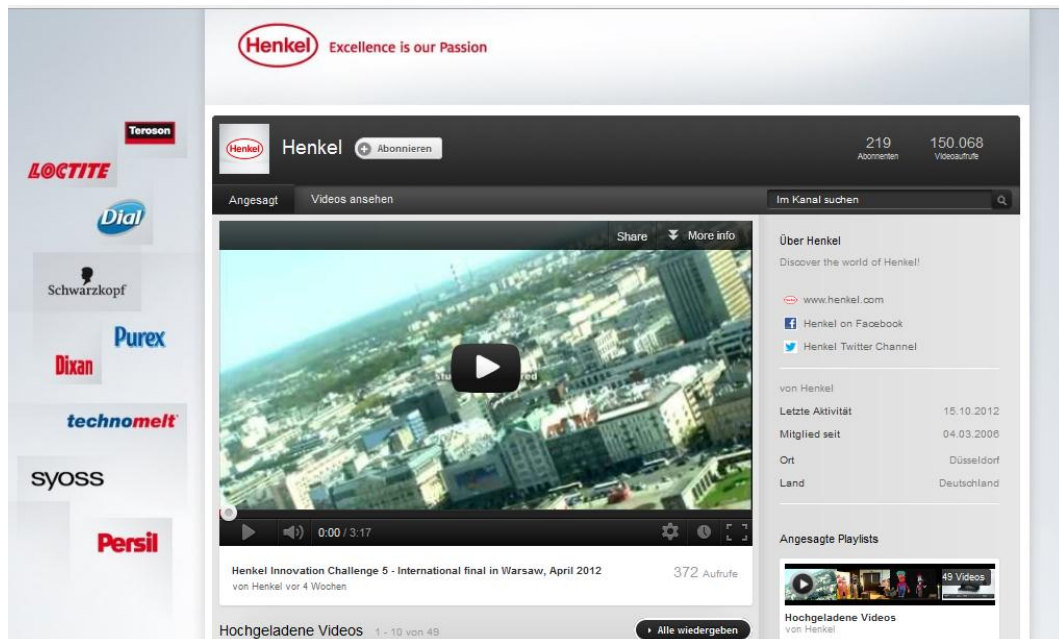 Henkel Excellence is our Passion
Teroson
LOCTITE
Dial
Schwarzkopf
Purex
Dixan
technomelt
syoss
Persil
Henkel
Henkel
Abonnieren
219
Abonnenten
150.068
Videoaufrufe
Angesagt
Videos ansehen
Im Kanal suchen
Share
More info
0:00 / 3:17
Henkel Innovation Challenge 5 - International final in Warsaw, April 2012
von Henkel vor 4 Wochen
372 Aufrufe
Hochgeladene Videos 1 - 10 von 49
Alle wiedergeben
Über Henkel
Discover the world of Henkel!
www.henkel.com
Henkel on Facebook
Henkel Twitter Channel
von Henkel
Letzte Aktivität 15.10.2012
Mitglied seit 04.03.2006
Ort Düsseldorf
Land Deutschland
Angesagte Playlists
49 Videos
Hochgeladene Videos
von Henkel